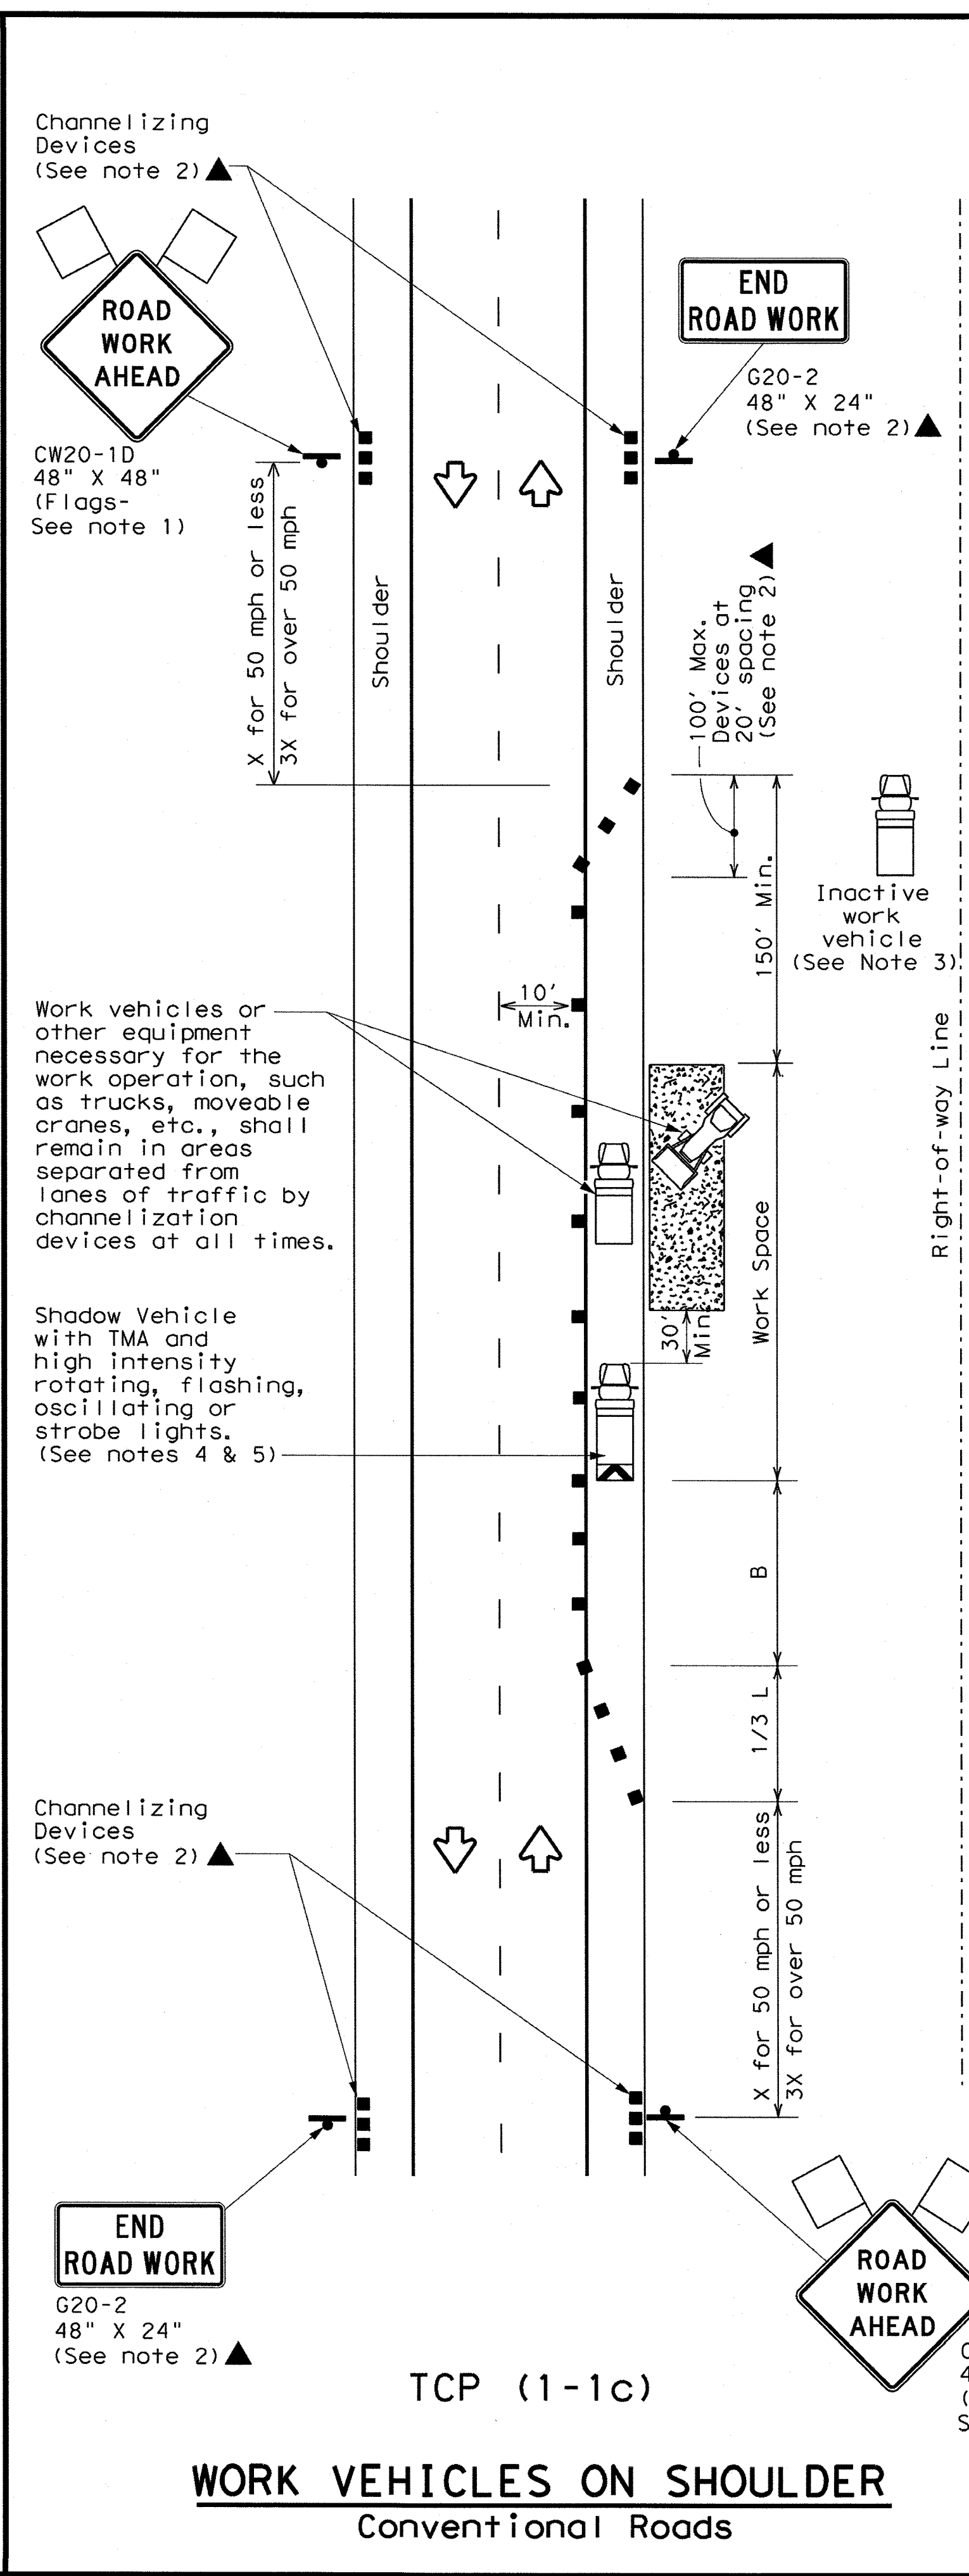 Channelizing
Devices
(See note 2)
ROAD
WORK
AHEAD
CW20-1D
48" X 48"
(Flags-
See note 1)
END
ROAD WORK
G20-2
48" X 24"
(See note 2)
X for 50 mph or less
3X for over 50 mph
Shoulder
Shoulder
100' Max.
Devices at
20' spacing
(See note 2)
150' Min.
Inactive
work
vehicle
(See Note 3)
10'
Min.
Work vehicles or
other equipment
necessary for the
work operation, such
as trucks, moveable
cranes, etc., shall
remain in areas
separated from
lanes of traffic by
channelization
devices at all times.
Right-of-way Line
Work Space
30'
Min.
Shadow Vehicle
with TMA and
high intensity
rotating, flashing,
oscillating or
strobe lights.
(See notes 4 & 5)
B
1/3 L
Channelizing
Devices
(See note 2)
X for 50 mph or less
3X for over 50 mph
END
ROAD WORK
G20-2
48" X 24"
(See note 2)
ROAD
WORK
AHEAD
TCP (1-1c)
WORK VEHICLES ON SHOULDER
Conventional Roads